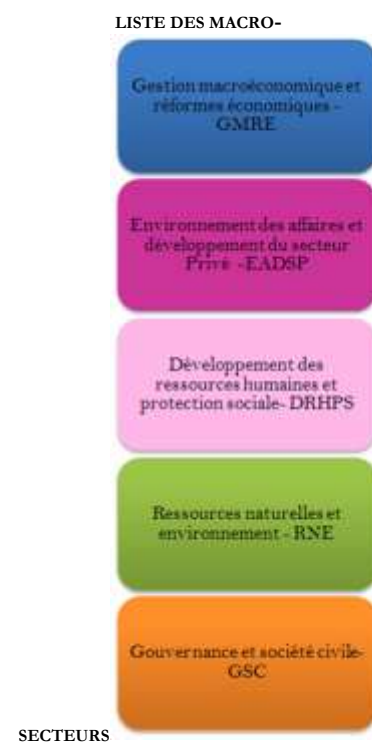 LISTE DES MACRO-
Gestion macroéconomique et
réformes économiques -
GMRE
Environnement des affaires et
développement du secteur
Privé -EADSP
Développement des
ressources humaines et
protection sociale- DRHPS
Ressources naturelles et
environnement - RNE
Gouvernance et société civile-
GSC
SECTEURS